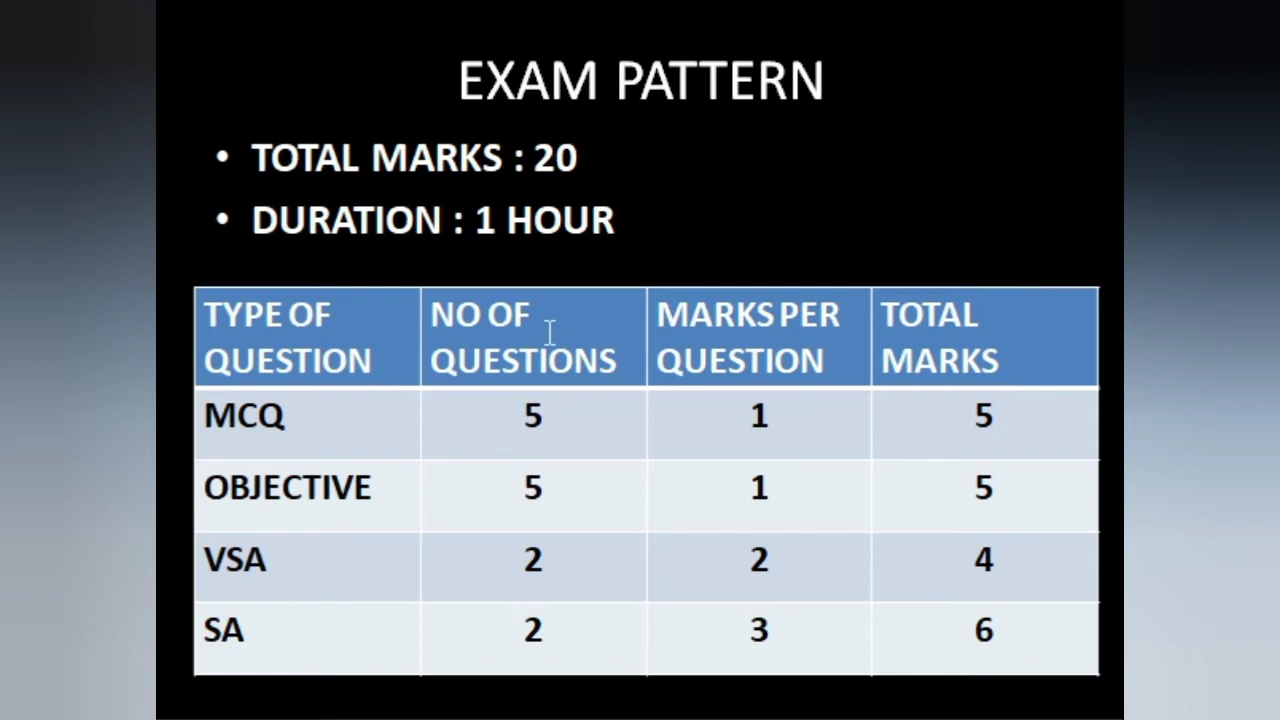 EXAM PATTERN
• TOTAL MARKS : 20
• DURATION : 1 HOUR
TYPE OF QUESTION NO OF QUESTIONS MARKS PER QUESTION TOTAL MARKS
MCQ 5 1 5
OBJECTIVE 5 1 5
VSA 2 2 4
SA 2 3 6